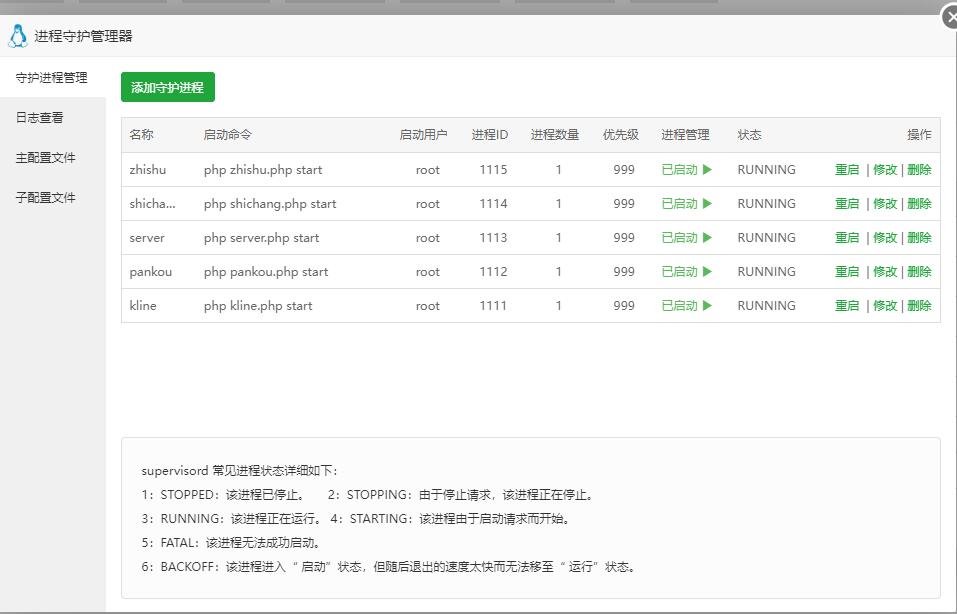 进程守护管理器
守护进程管理
日志查看
主配置文件
子配置文件
添加守护进程
名称 启动命令 启动用户 进程ID 进程数量 优先级 进程管理 状态 操作
zhishu php zhishu.php start root 1115 1 999 已启动 RUNNING 重启 | 修改 | 删除
shicha... php shichang.php start root 1114 1 999 已启动 RUNNING 重启 | 修改 | 删除
server php server.php start root 1113 1 999 已启动 RUNNING 重启 | 修改 | 删除
pankou php pankou.php start root 1112 1 999 已启动 RUNNING 重启 | 修改 | 删除
kline php kline.php start root 1111 1 999 已启动 RUNNING 重启 | 修改 | 删除
supervisord 常见进程状态详细如下：
1：STOPPED：该进程已停止。 2：STOPPING：由于停止请求，该进程正在停止。
3：RUNNING：该进程正在运行。 4：STARTING：该进程由于启动请求而开始。
5：FATAL：该进程无法成功启动。
6：BACKOFF：该进程进入“ 启动”状态，但随后退出的速度太快而无法移至“ 运行”状态。